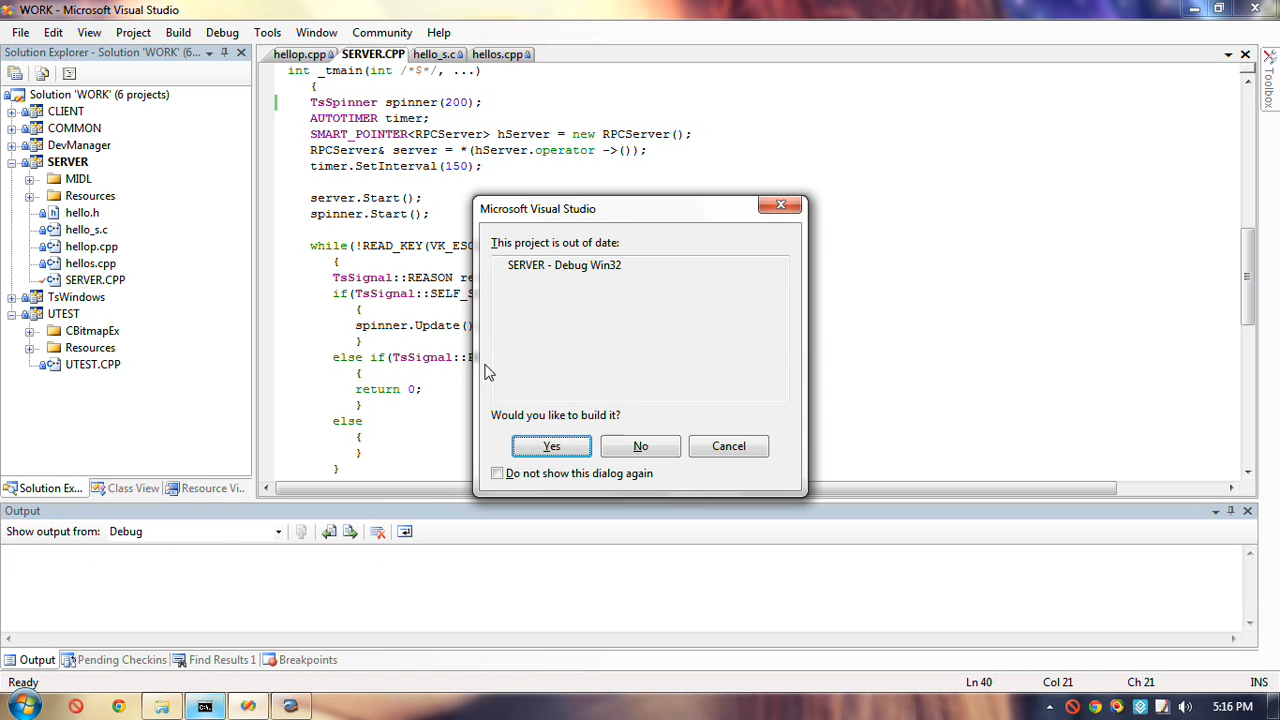 WORK - Microsoft Visual Studio
File Edit View Project Build Debug Tools Window Community Help
Solution Explorer - Solution 'WORK' (6...
hellop.cpp SERVER.CPP hello_s.c hellos.cpp
Solution 'WORK' (6 projects)
CLIENT
COMMON
DevManager
SERVER
MIDL
Resources
hello.h
hello_s.c
hellop.cpp
hellos.cpp
SERVER.CPP
TsWindows
UTEST
CBitmapEx
Resources
UTEST.CPP
Solution Ex... Class View Resource Vi...
int _tmain(int /*$*/, ...)
{
TsSpinner spinner(200);
AUTOTIMER timer;
SMART_POINTER<RPCServer> hServer = new RPCServer();
RPCServer& server = *(hServer.operator ->());
timer.SetInterval(150);
server.Start();
spinner.Start();
while(!READ_KEY(VK_ESC
{
TsSignal::REASON re
if(TsSignal::SELF_S
{
spinner.Update()
}
else if(TsSignal::
{
return 0;
}
else
{
}
}
Toolbox
Microsoft Visual Studio
This project is out of date:
SERVER - Debug Win32
Would you like to build it?
Yes No Cancel
Do not show this dialog again
Output
Show output from: Debug
Output Pending Checkins Find Results 1 Breakpoints
Ready Ln 40 Col 21 Ch 21 INS
5:16 PM